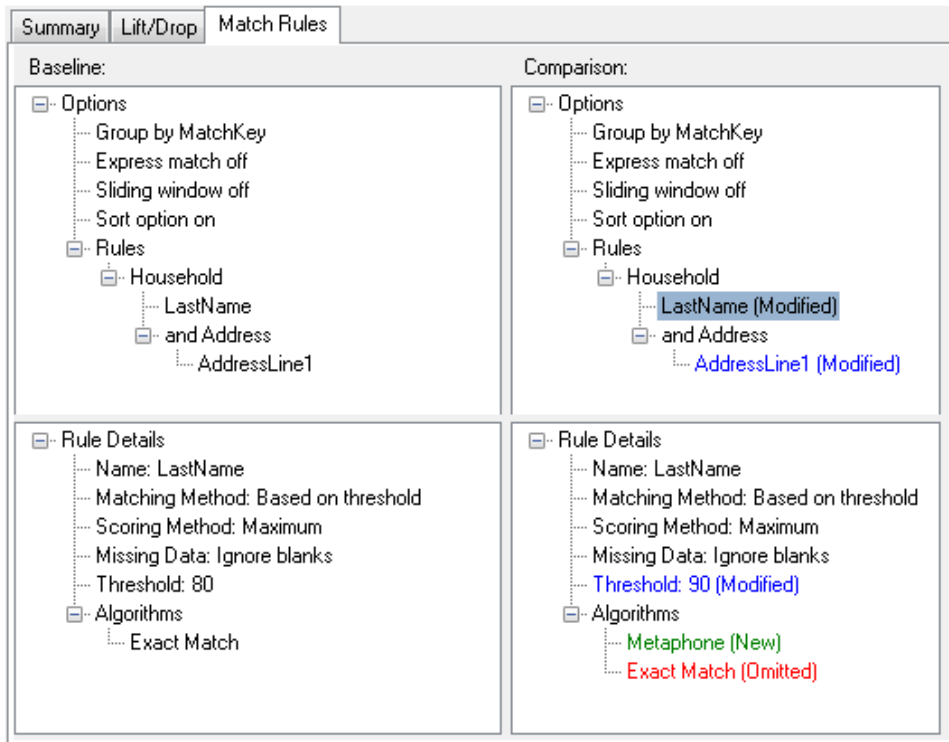 Summary Lift/Drop Match Rules
Baseline:
Options
Group by MatchKey
Express match off
Sliding window off
Sort option on
Rules
Household
LastName
and Address
AddressLine1
Rule Details
Name: LastName
Matching Method: Based on threshold
Scoring Method: Maximum
Missing Data: Ignore blanks
Threshold: 80
Algorithms
Exact Match
Comparison:
Options
Group by MatchKey
Express match off
Sliding window off
Sort option on
Rules
Household
LastName (Modified)
and Address
AddressLine1 (Modified)
Rule Details
Name: LastName
Matching Method: Based on threshold
Scoring Method: Maximum
Missing Data: Ignore blanks
Threshold: 90 (Modified)
Algorithms
Metaphone (New)
Exact Match (Omitted)